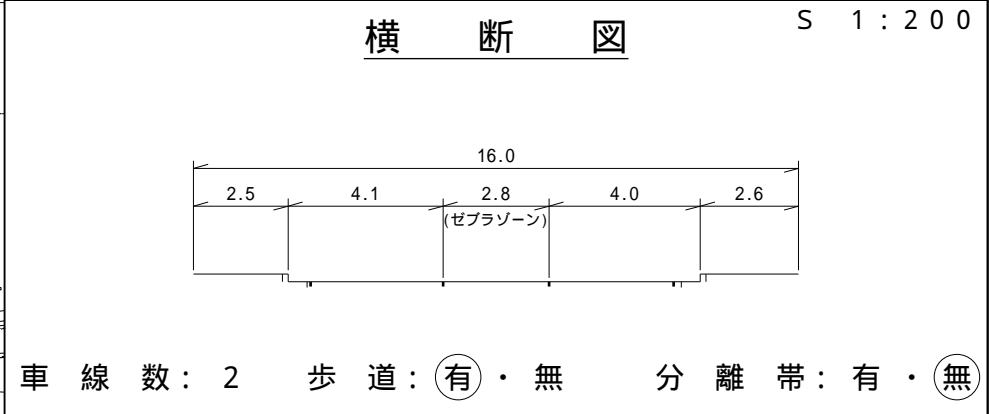 横 断 図
S 1:200
16.0
2.5 4.1 2.8 4.0 2.6
(ゼブラゾーン)
車 線 数: 2 歩 道: 有 ・ 無 分 離 帯: 有 ・ 無